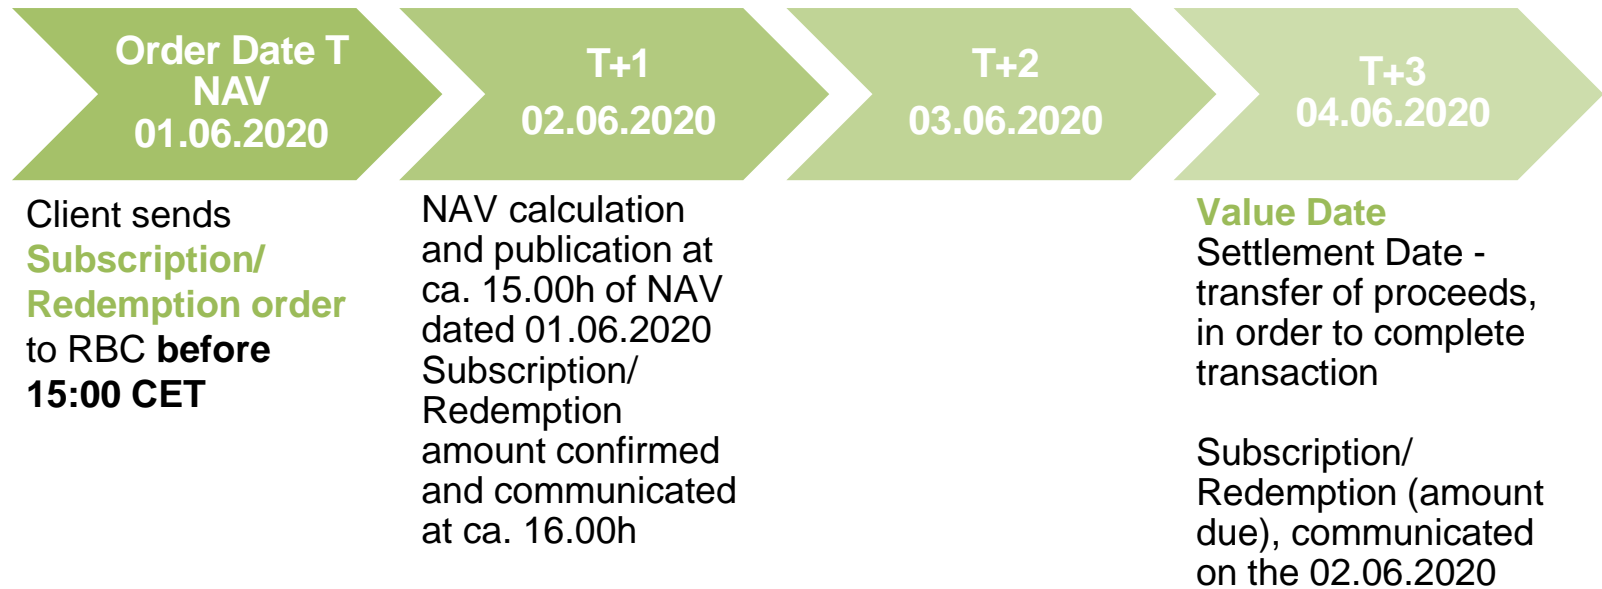 Order Date T
NAV
01.06.2020
T+1
02.06.2020
T+2
03.06.2020
T+3
04.06.2020
Client sends
Subscription/
Redemption order
to RBC before
15:00 CET
NAV calculation
and publication at
ca. 15.00h of NAV
dated 01.06.2020
Subscription/
Redemption
amount confirmed
and communicated
at ca. 16.00h
Value Date
Settlement Date -
transfer of proceeds,
in order to complete
transaction
Subscription/
Redemption (amount
due), communicated
on the 02.06.2020